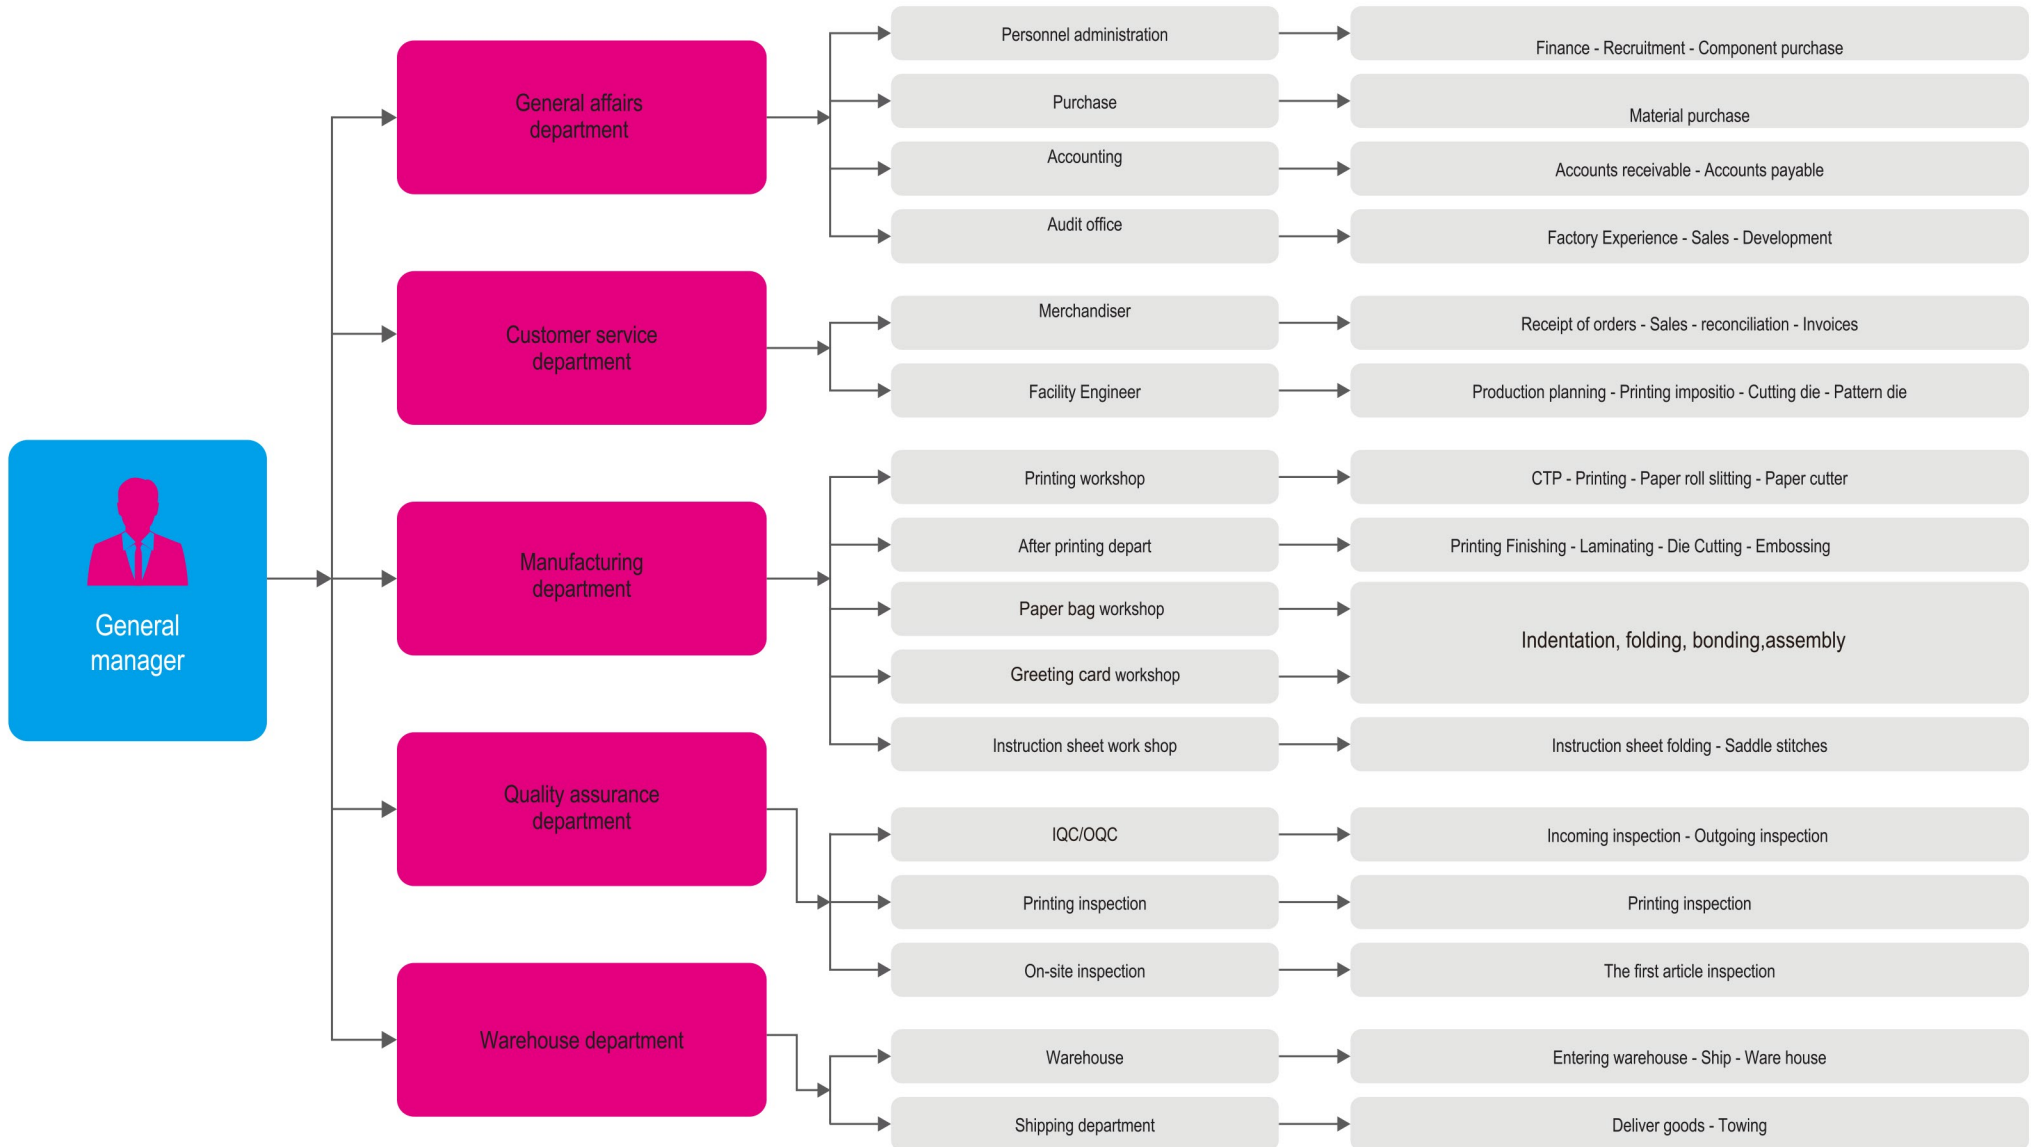 General
manager
General affairs
department
Personnel administration
Finance - Recruitment - Component purchase
Purchase
Material purchase
Accounting
Accounts receivable - Accounts payable
Audit office
Factory Experience - Sales - Development
Customer service
department
Merchandiser
Receipt of orders - Sales - reconciliation - Invoices
Facility Engineer
Production planning - Printing impositio - Cutting die - Pattern die
Manufacturing
department
Printing workshop
CTP - Printing - Paper roll slitting - Paper cutter
After printing depart
Printing Finishing - Laminating - Die Cutting - Embossing
Paper bag workshop
Greeting card workshop
Indentation, folding, bonding,assembly
Instruction sheet work shop
Instruction sheet folding - Saddle stitches
Quality assurance
department
IQC/OQC
Incoming inspection - Outgoing inspection
Printing inspection
Printing inspection
On-site inspection
The first article inspection
Warehouse department
Warehouse
Entering warehouse - Ship - Ware house
Shipping department
Deliver goods - Towing